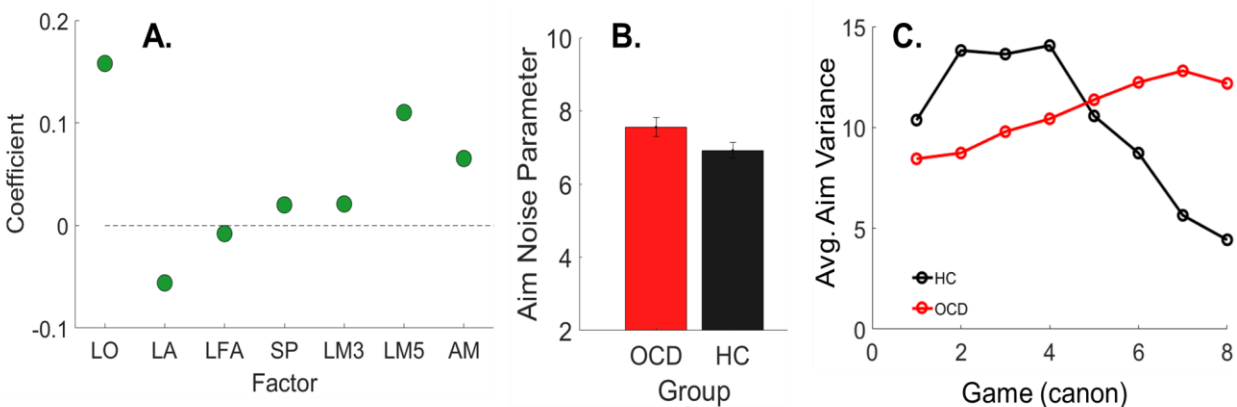 A.
0.2
0.1
0
-0.1
Coefficient
LO LA LFA SP LM3 LM5 AM
Factor
B.
10
8
6
4
2
Aim Noise Parameter
OCD HC
Group
C.
15
10
5
0
Avg. Aim Variance
HC
OCD
0 2 4 6 8
Game (canon)